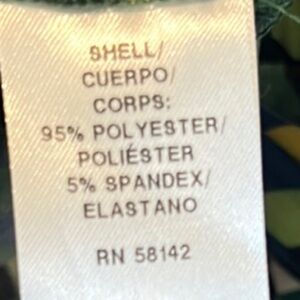 SHELL/
CUERPO/
CORPS:
95% POLYESTER/
POLIÉSTER
5% SPANDEX/
ELASTANO
RN 58142